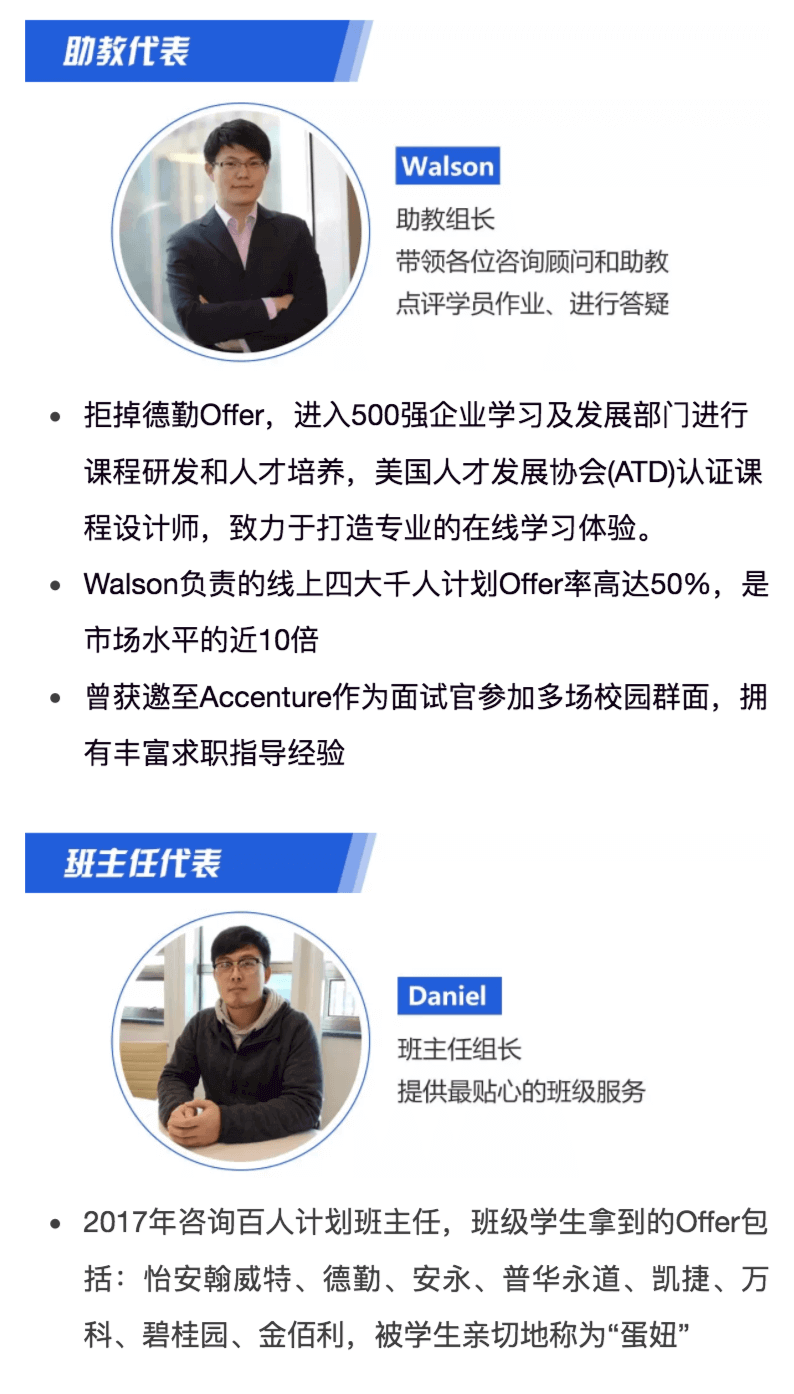 助教代表
Walson
助教组长
带领各位咨询顾问和助教
点评学员作业、进行答疑
拒掉德勤Offer，进入500强企业学习及发展部门进行
课程研发和人才培养，美国人才发展协会(ATD)认证课
程设计师，致力于打造专业的在线学习体验。
Walson负责的线上四大千人计划Offer率高达50%，是
市场水平的近10倍
曾获邀至Accenture作为面试官参加多场校园群面，拥
有丰富求职指导经验
班主任代表
Daniel
班主任组长
提供最贴心的班级服务
2017年咨询百人计划班主任，班级学生拿到的Offer包
括：怡安翰威特、德勤、安永、普华永道、凯捷、万
科、碧桂园、金佰利，被学生亲切地称为“蛋妞”